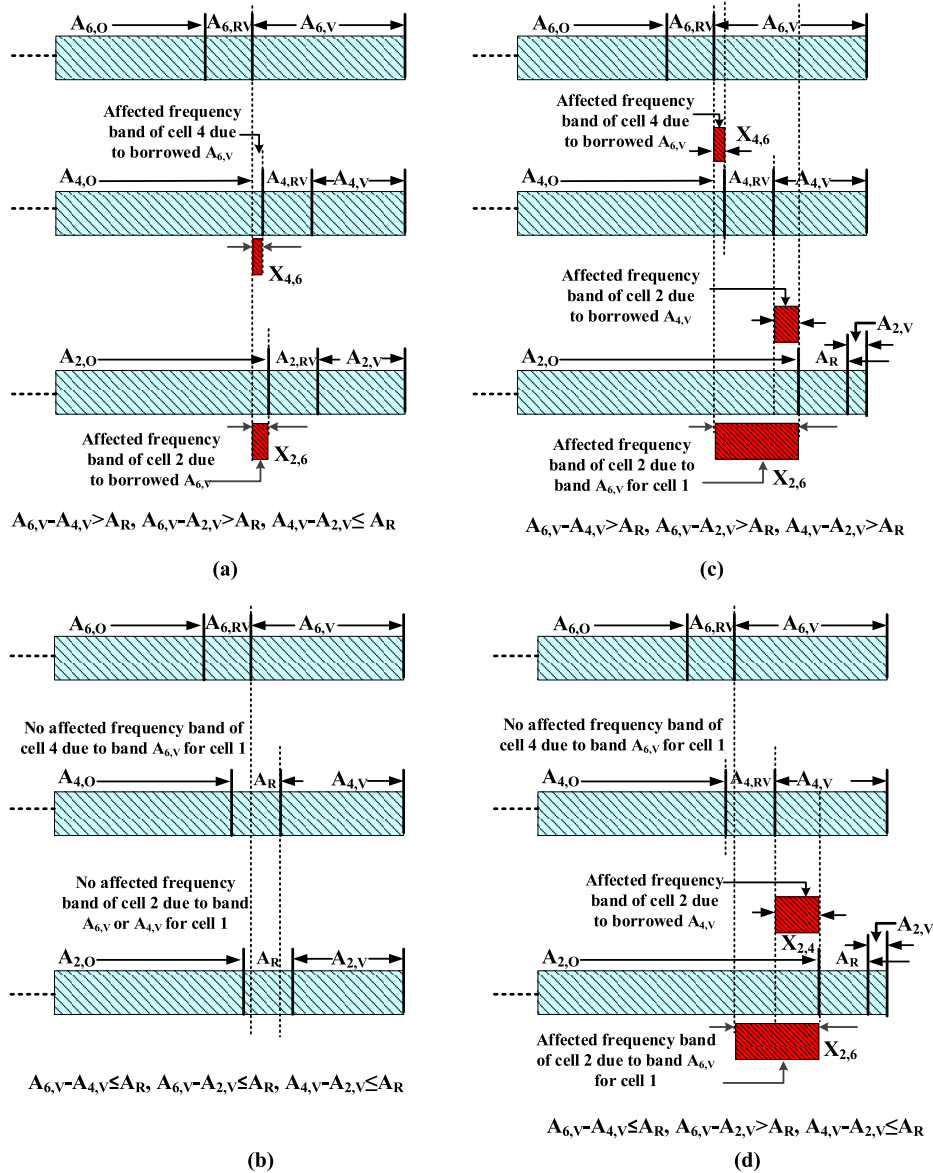 A6,O A6,RV A6,V
Affected frequency
band of cell 4 due
to borrowed A6,V
A4,O A4,RV A4,V
X4,6
A2,O A2,RV A2,V
Affected frequency
band of cell 2 due
to borrowed A6,V
X2,6
A6,V-A4,V>AR, A6,V-A2,V>AR, A4,V-A2,V≤ AR
(a)
A6,O A6,RV A6,V
Affected frequency
band of cell 4 due
to borrowed A6,V
X4,6
A4,O A4,RV A4,V
Affected frequency
band of cell 2 due
to borrowed A4,V
A2,V
A2,O AR
Affected frequency
band of cell 2 due to
band A6,V for cell 1
X2,6
A6,V-A4,V>AR, A6,V-A2,V>AR, A4,V-A2,V>AR
(c)
A6,O A6,RV A6,V
No affected frequency band of
cell 4 due to band A6,V for cell 1
A4,O AR A4,V
No affected frequency
band of cell 2 due to band
A6,V or A4,V for cell 1
A2,O AR A2,V
A6,V-A4,V≤AR, A6,V-A2,V≤AR, A4,V-A2,V≤AR
(b)
A6,O A6,RV A6,V
No affected frequency band of
cell 4 due to band A6,V for cell 1
A4,O A4,RV A4,V
Affected frequency
band of cell 2 due
to borrowed A4,V
A2,V
X2,4
A2,O AR
Affected frequency band
of cell 2 due to band A6,V
for cell 1
X2,6
A6,V-A4,V≤AR, A6,V-A2,V>AR, A4,V-A2,V≤AR
(d)